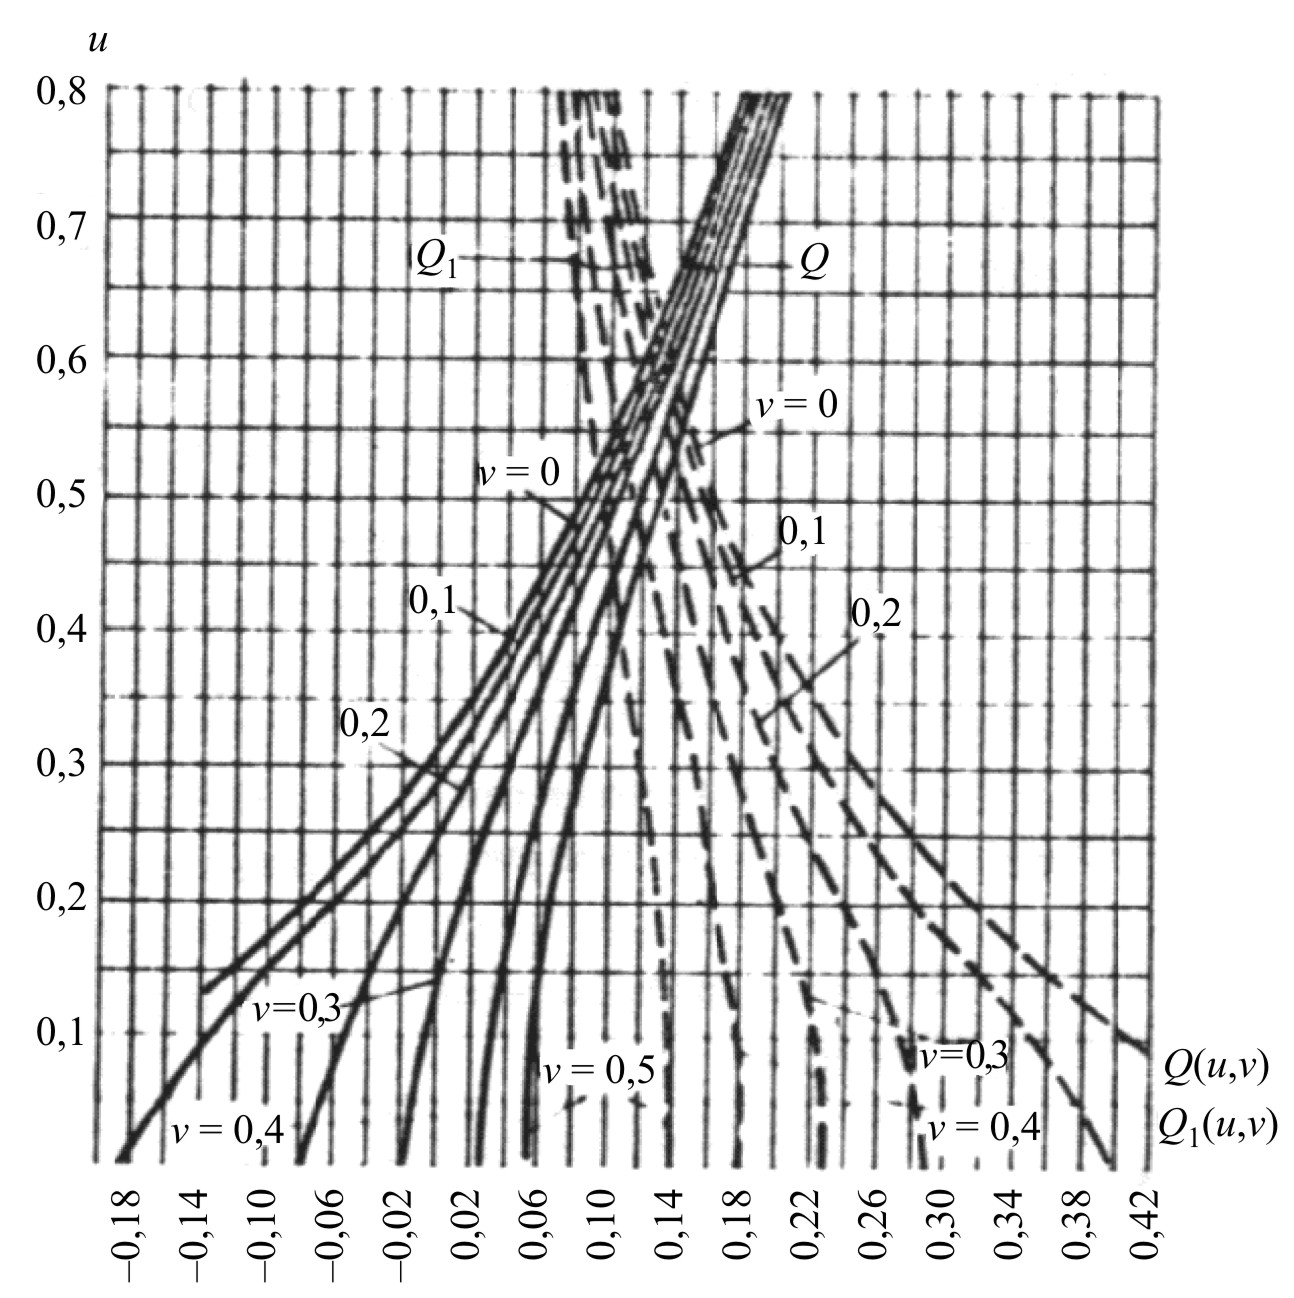 u
0,8
0,7
Q₁
Q
0,6
v = 0
v = 0
0,5
0,1
0,1
0,4
0,2
0,2
0,3
0,2
v=0,3
0,1
v=0,3
v = 0,5
Q(u,v)
v = 0,4
v = 0,4
Q₁(u,v)
–0,18 –0,14 –0,10 –0,06 –0,02 0,02 0,06 0,10 0,14 0,18 0,22 0,26 0,30 0,34 0,38 0,42